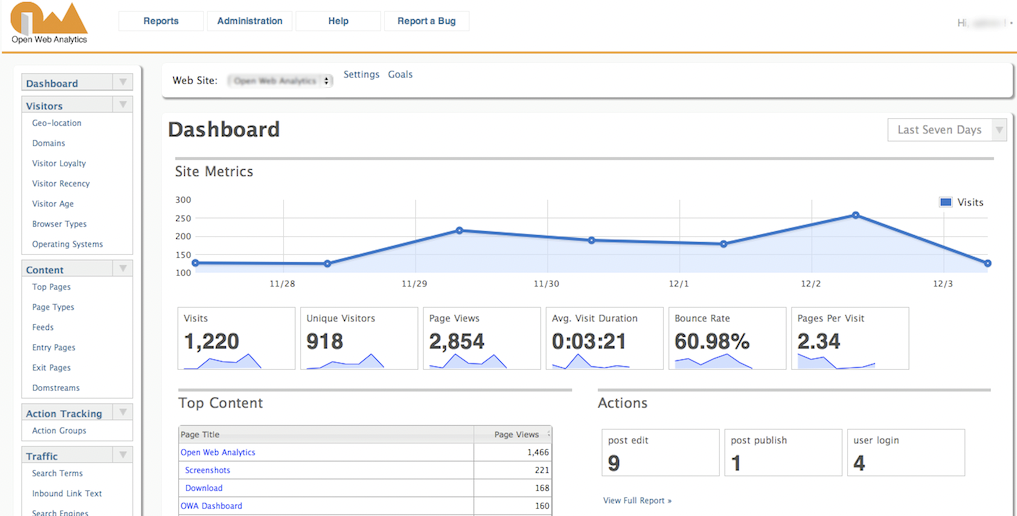 Open Web Analytics
Reports
Administration
Help
Report a Bug
Hi,
Web Site:
Settings
Goals
Dashboard
Visitors
Geo-location
Domains
Visitor Loyalty
Visitor Recency
Visitor Age
Browser Types
Operating Systems
Content
Top Pages
Page Types
Feeds
Entry Pages
Exit Pages
Domstreams
Action Tracking
Action Groups
Traffic
Search Terms
Inbound Link Text
Search Engines
Dashboard
Last Seven Days
Site Metrics
300
250
200
150
100
Visits
11/28
11/29
11/30
12/1
12/2
12/3
Visits
1,220
Unique Visitors
918
Page Views
2,854
Avg. Visit Duration
0:03:21
Bounce Rate
60.98%
Pages Per Visit
2.34
Top Content
Page Title Page Views
Open Web Analytics 1,466
Screenshots 221
Download 168
OWA Dashboard 160
Actions
post edit
9
post publish
1
user login
4
View Full Report »